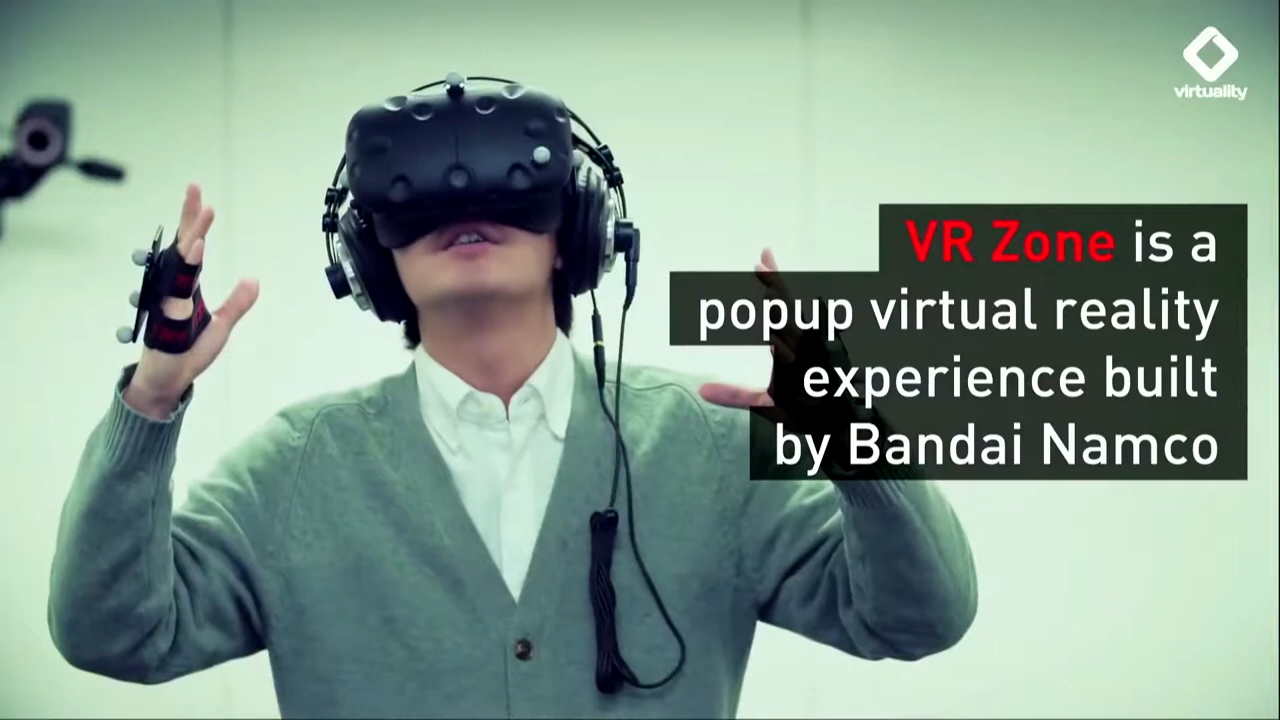 virtuality
VR Zone is a
popup virtual reality
experience built
by Bandai Namco